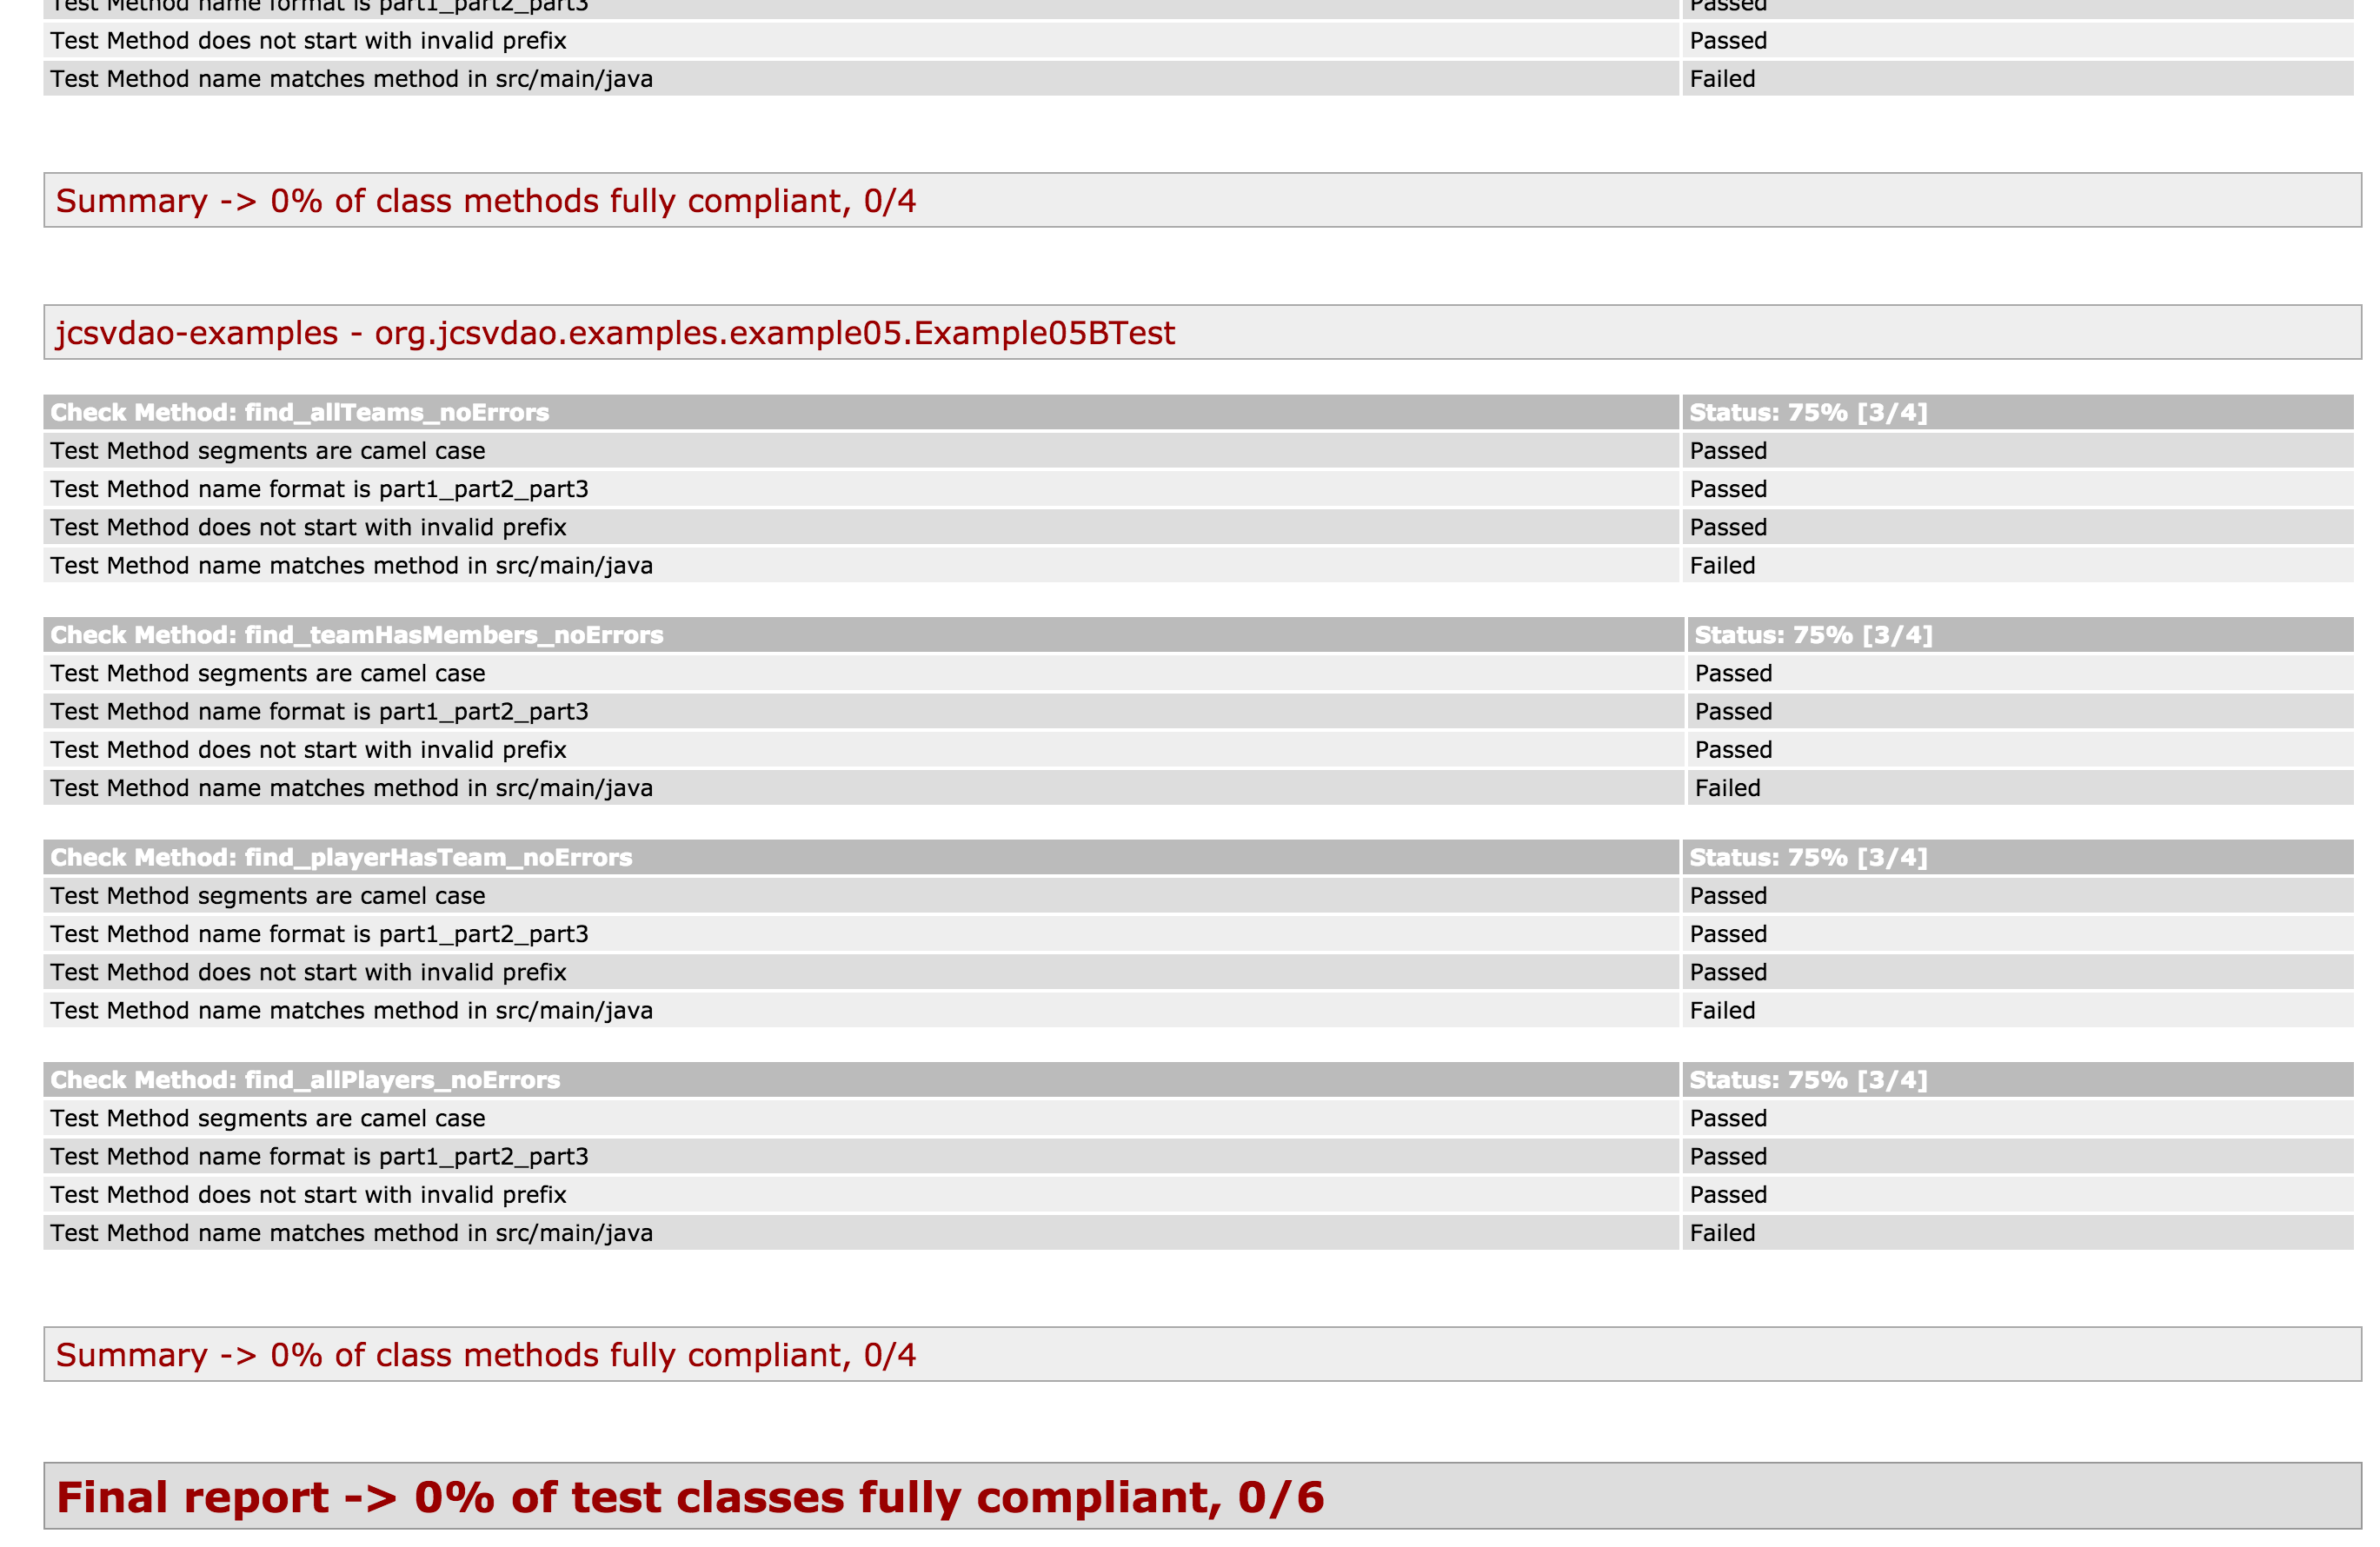 Test Method name format is part1_part2_part3 Passed
Test Method does not start with invalid prefix Passed
Test Method name matches method in src/main/java Failed
Summary -> 0% of class methods fully compliant, 0/4
jcsvdao-examples - org.jcsvdao.examples.example05.Example05BTest
Check Method: find_allTeams_noErrors Status: 75% [3/4]
Test Method segments are camel case Passed
Test Method name format is part1_part2_part3 Passed
Test Method does not start with invalid prefix Passed
Test Method name matches method in src/main/java Failed
Check Method: find_teamHasMembers_noErrors Status: 75% [3/4]
Test Method segments are camel case Passed
Test Method name format is part1_part2_part3 Passed
Test Method does not start with invalid prefix Passed
Test Method name matches method in src/main/java Failed
Check Method: find_playerHasTeam_noErrors Status: 75% [3/4]
Test Method segments are camel case Passed
Test Method name format is part1_part2_part3 Passed
Test Method does not start with invalid prefix Passed
Test Method name matches method in src/main/java Failed
Check Method: find_allPlayers_noErrors Status: 75% [3/4]
Test Method segments are camel case Passed
Test Method name format is part1_part2_part3 Passed
Test Method does not start with invalid prefix Passed
Test Method name matches method in src/main/java Failed
Summary -> 0% of class methods fully compliant, 0/4
Final report -> 0% of test classes fully compliant, 0/6